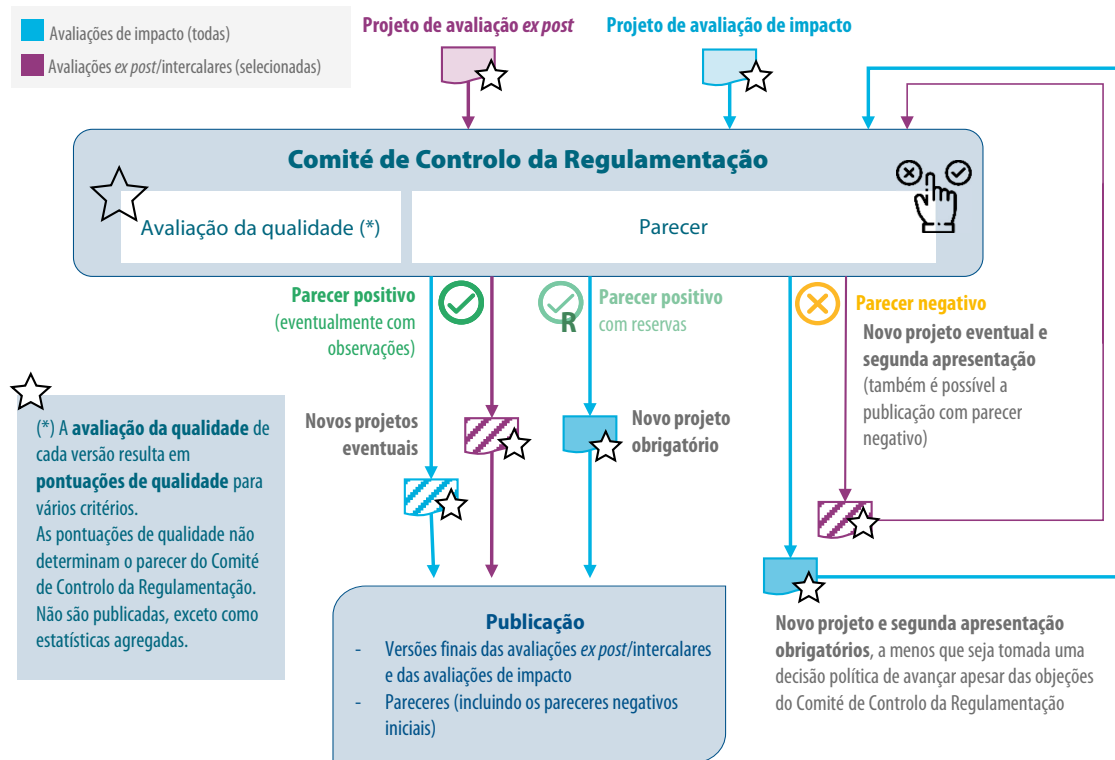 Avaliações de impacto (todas)
Avaliações ex post/intercalares (selecionadas)
Projeto de avaliação ex post
Projeto de avaliação de impacto
Comité de Controlo da Regulamentação
Avaliação da qualidade (*)
Parecer
Parecer positivo
(eventualmente com
observações)
R
Parecer positivo
com reservas
Parecer negativo
Novo projeto eventual e
segunda apresentação
(também é possível a
publicação com parecer
negativo)
Novos projetos
eventuais
Novo projeto
obrigatório
(*) A avaliação da qualidade de
cada versão resulta em
pontuações de qualidade para
vários critérios.
As pontuações de qualidade não
determinam o parecer do Comité
de Controlo da Regulamentação.
Não são publicadas, exceto como
estatísticas agregadas.
Publicação
- Versões finais das avaliações ex post/intercalares
e das avaliações de impacto
- Pareceres (incluindo os pareceres negativos
iniciais)
Novo projeto e segunda apresentação
obrigatórios, a menos que seja tomada uma
decisão política de avançar apesar das objeções
do Comité de Controlo da Regulamentação